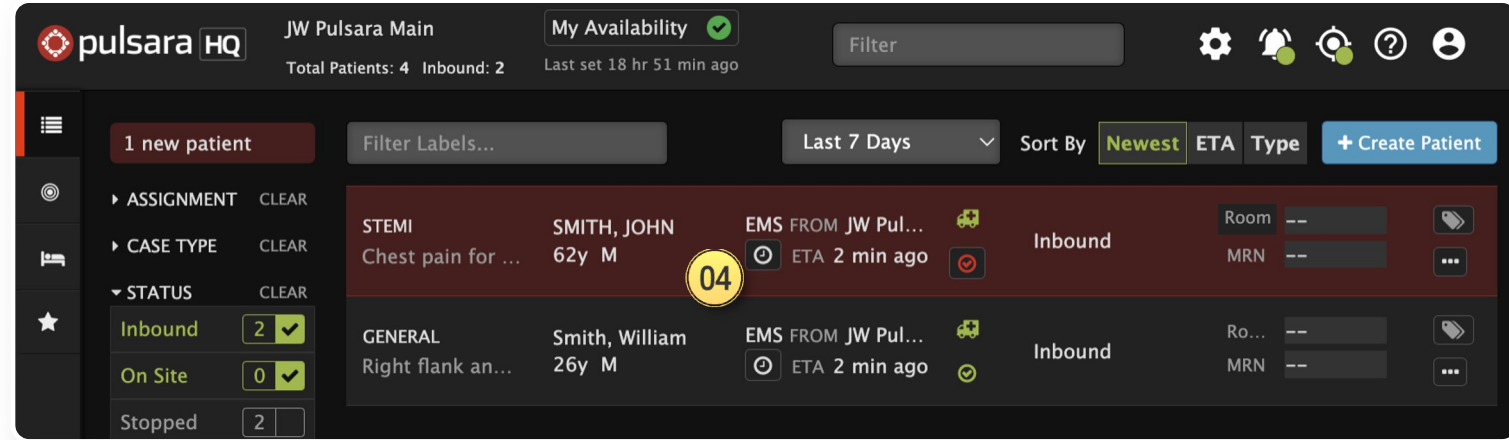 pulsara HQ
JW Pulsara Main
Total Patients: 4 Inbound: 2
My Availability
Last set 18 hr 51 min ago
Filter
1 new patient
Filter Labels...
Last 7 Days
Sort By Newest ETA Type
+ Create Patient
ASSIGNMENT CLEAR
CASE TYPE CLEAR
STATUS CLEAR
Inbound 2
On Site 0
Stopped 2
STEMI
Chest pain for ...
SMITH, JOHN
62y M
04
EMS FROM JW Pul...
ETA 2 min ago
Inbound
Room --
MRN --
GENERAL
Right flank an...
Smith, William
26y M
EMS FROM JW Pul...
ETA 2 min ago
Inbound
Ro... --
MRN --